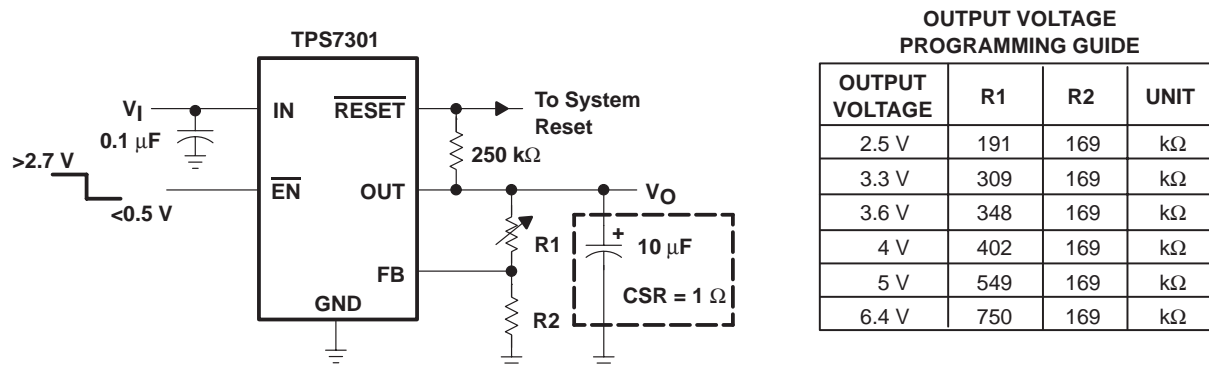 TPS7301
VI
IN
RESET
To System
Reset
0.1 µF
250 kΩ
>2.7 V
EN
OUT
VO
<0.5 V
R1
+
10 µF
FB
CSR = 1 Ω
GND
R2
OUTPUT VOLTAGE
PROGRAMMING GUIDE
OUTPUT VOLTAGE R1 R2 UNIT
2.5 V 191 169 kΩ
3.3 V 309 169 kΩ
3.6 V 348 169 kΩ
4 V 402 169 kΩ
5 V 549 169 kΩ
6.4 V 750 169 kΩ